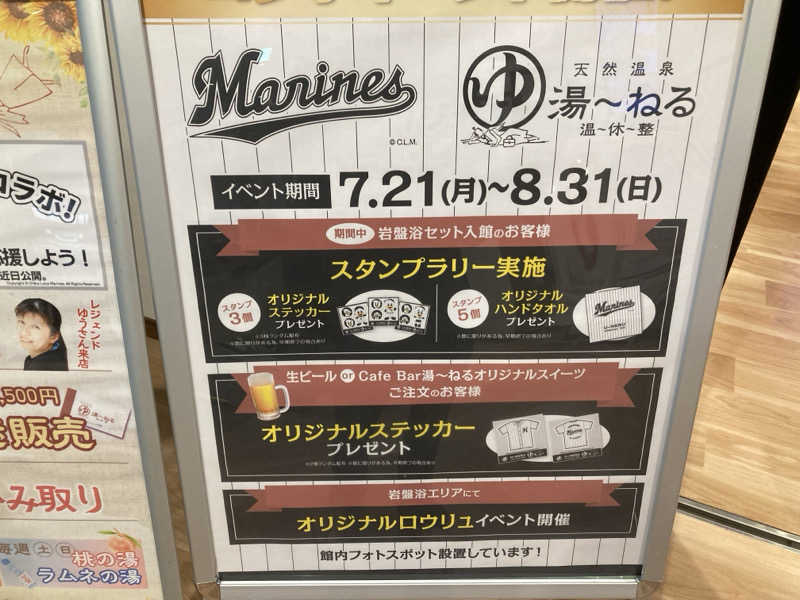 Marines
©C.L.M.
ゆ
天然温泉
湯〜ねる
温〜休〜整
イベント期間 7.21(月)〜8.31(日)
期間中 岩盤浴セット入館のお客様
スタンプラリー実施
スタンプ
3個
オリジナル
ステッカー
プレゼント
スタンプ
5個
オリジナル
ハンドタオル
プレゼント
Marines
生ビール or Cafe Bar湯〜ねるオリジナルスイーツ
ご注文のお客様
オリジナルステッカー
プレゼント
岩盤浴エリアにて
オリジナルロウリュイベント開催
館内フォトスポット設置しています!
コラボ!
応援しよう!
近日公開。
レジェンド
ゆうさん来店
,500円
販売
み取り
毎週土日
桃の湯
ラムネの湯